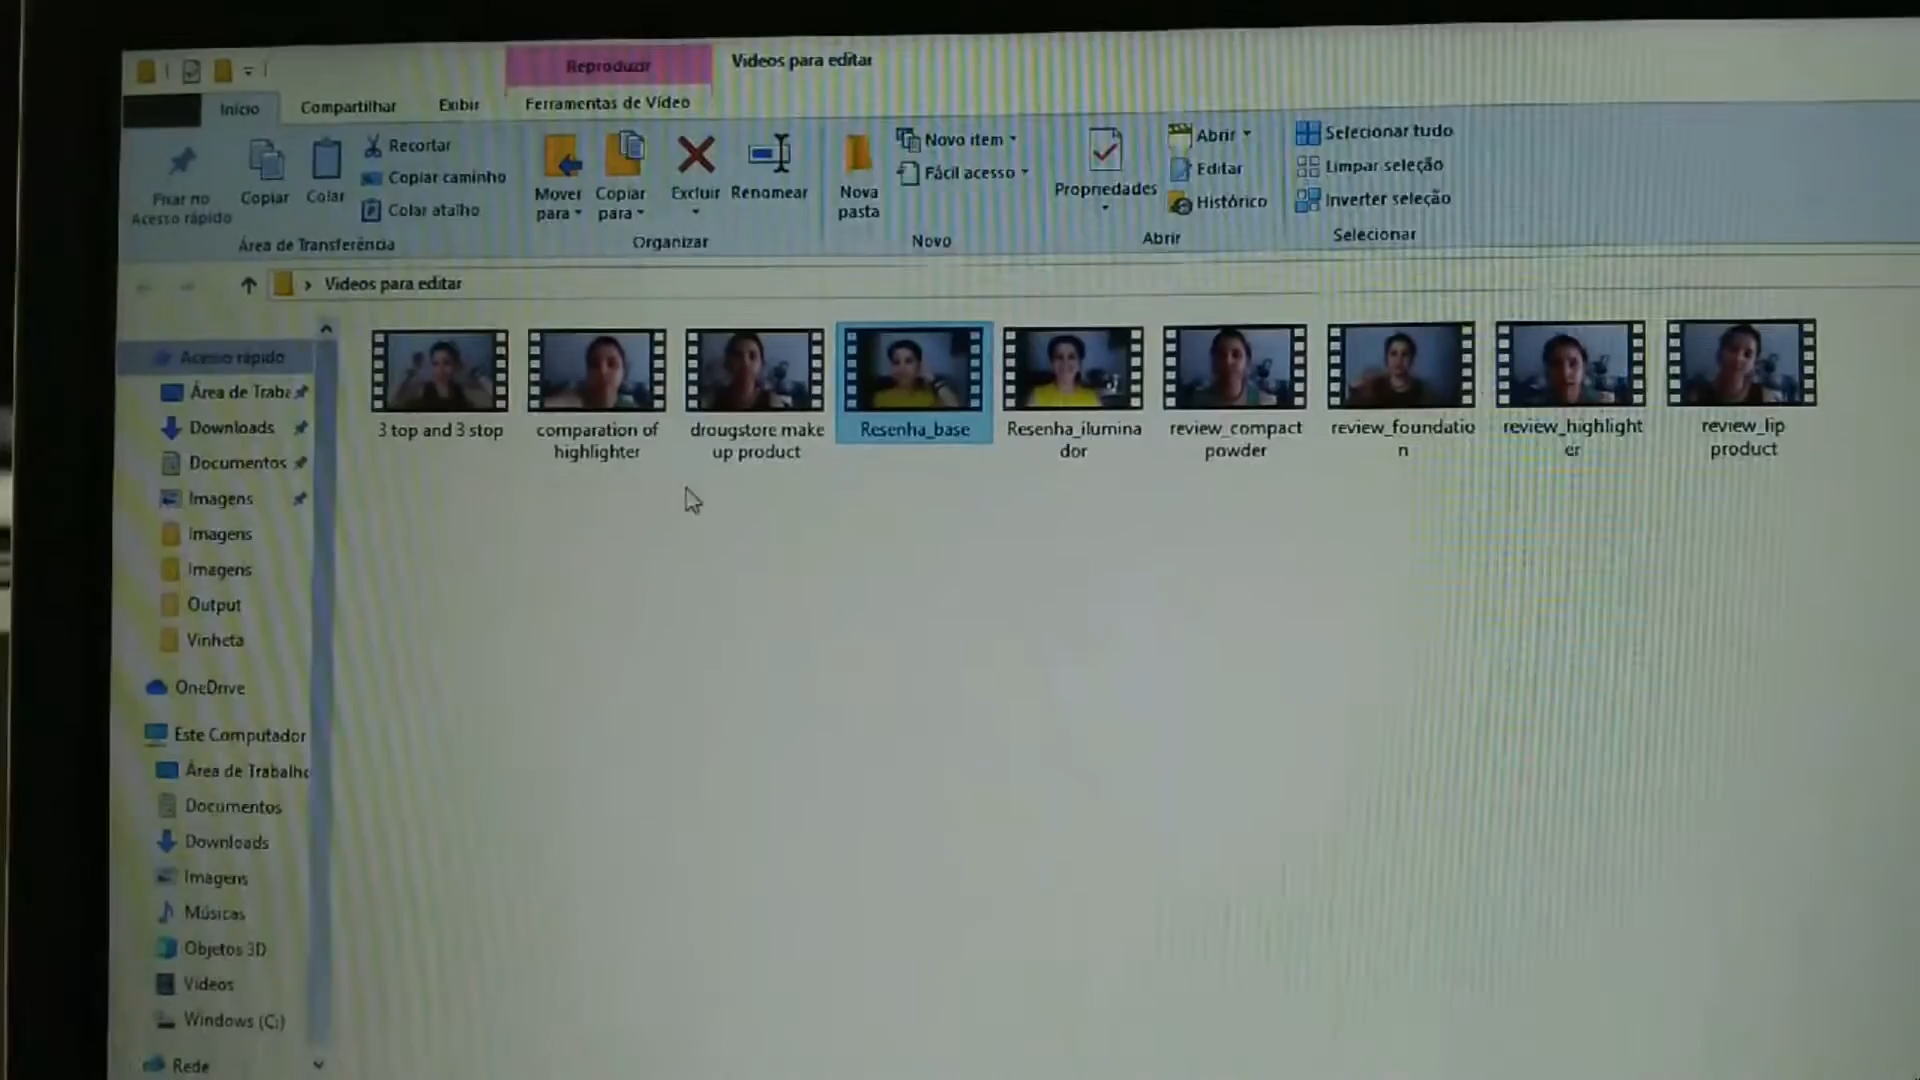 Reproduzir
Videos para editar
Início
Compartilhar
Exibir
Ferramentas de Vídeo
Fixar no
Acesso rápido
Copiar
Colar
Recortar
Copiar caminho
Colar atalho
Área de Transferência
Mover
para
Copiar
para
Excluir
Renomear
Organizar
Nova
pasta
Novo item
Fácil acesso
Novo
Propriedades
Abrir
Editar
Histórico
Abrir
Selecionar tudo
Limpar seleção
Inverter seleção
Selecionar
Videos para editar
Acesso rápido
Área de Traba
Downloads
Documentos
Imagens
Imagens
Imagens
Output
Vinheta
OneDrive
Este Computador
Área de Trabalho
Documentos
Downloads
Imagens
Músicas
Objetos 3D
Vídeos
Windows (C:)
Rede
3 top and 3 stop
comparation of
highlighter
drougstore make
up product
Resenha_base
Resenha_ilumina
dor
review_compact
powder
review_foundatio
n
review_highlight
er
review_lip
product